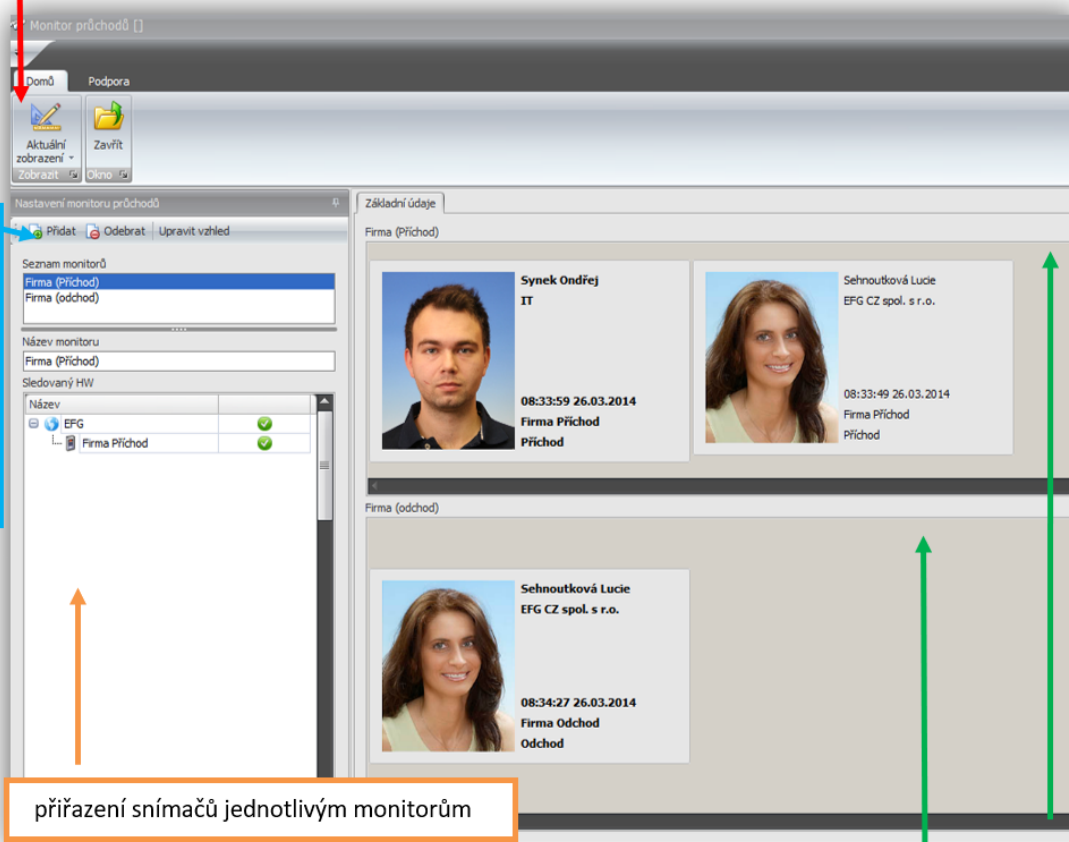 Monitor průchodů []
Domů Podpora
Aktuální zobrazení
Zavřít
Zobrazit
Okno
Nastavení monitoru průchodů
Přidat Odebrat Upravit vzhled
Seznam monitorů
Firma (Příchod)
Firma (odchod)
Název monitoru
Firma (Příchod)
Sledovaný HW
Název
EFG
Firma Příchod
Základní údaje
Firma (Příchod)
Synek Ondřej
IT
08:33:59 26.03.2014
Firma Příchod
Příchod
Sehnoutková Lucie
EFG CZ spol. s r.o.
08:33:49 26.03.2014
Firma Příchod
Příchod
Firma (odchod)
Sehnoutková Lucie
EFG CZ spol. s r.o.
08:34:27 26.03.2014
Firma Odchod
Odchod
přiřazení snímačů jednotlivým monitorům